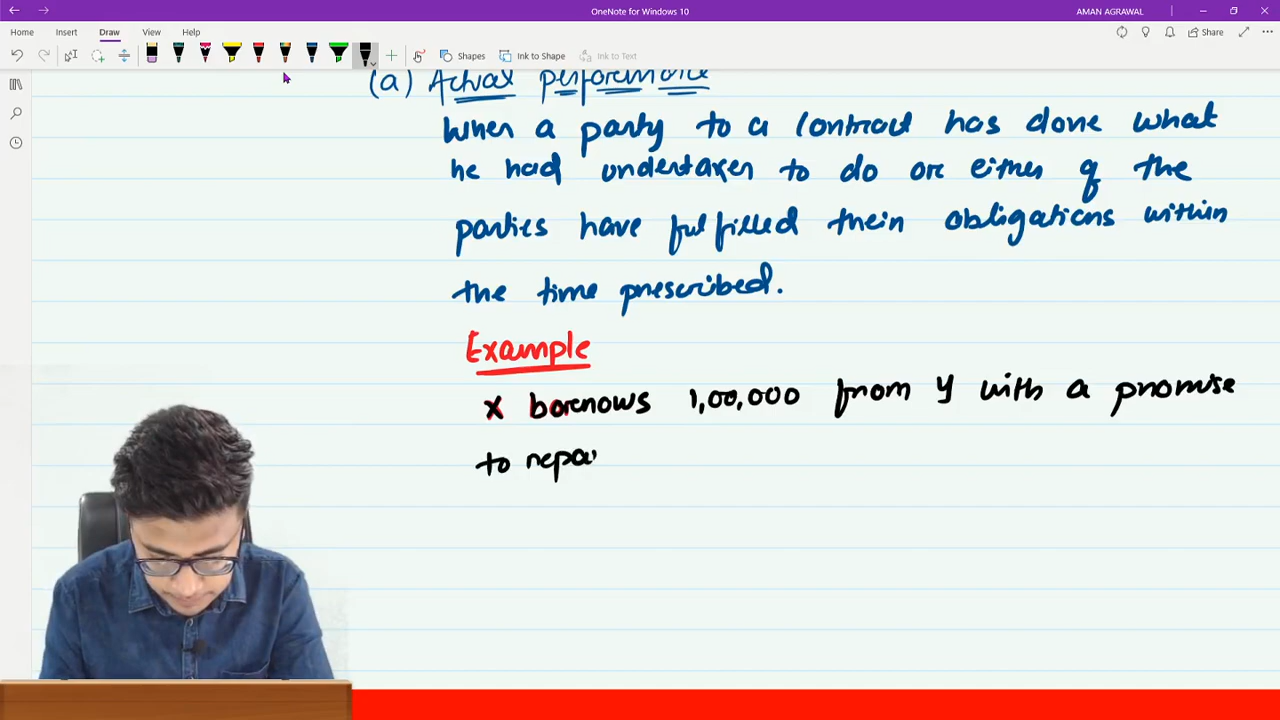 OneNote for Windows 10
AMAN AGRAWAL
Home Insert Draw View Help
Shapes Ink to Shape Ink to Text Share
(a) Actual performance
When a party to a contract has done what
he had undertaken to do or either of the
parties have fulfilled their obligations within
the time prescribed.
Example
X borrows 1,00,000 from Y with a promise
to repa